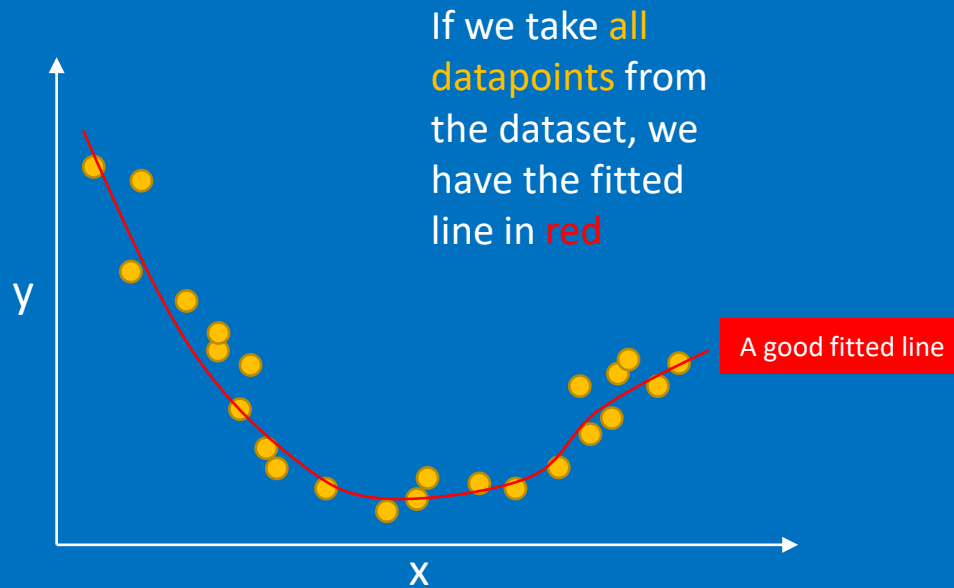 If we take all
datapoints from
the dataset, we
have the fitted
line in red
y
A good fitted line
x